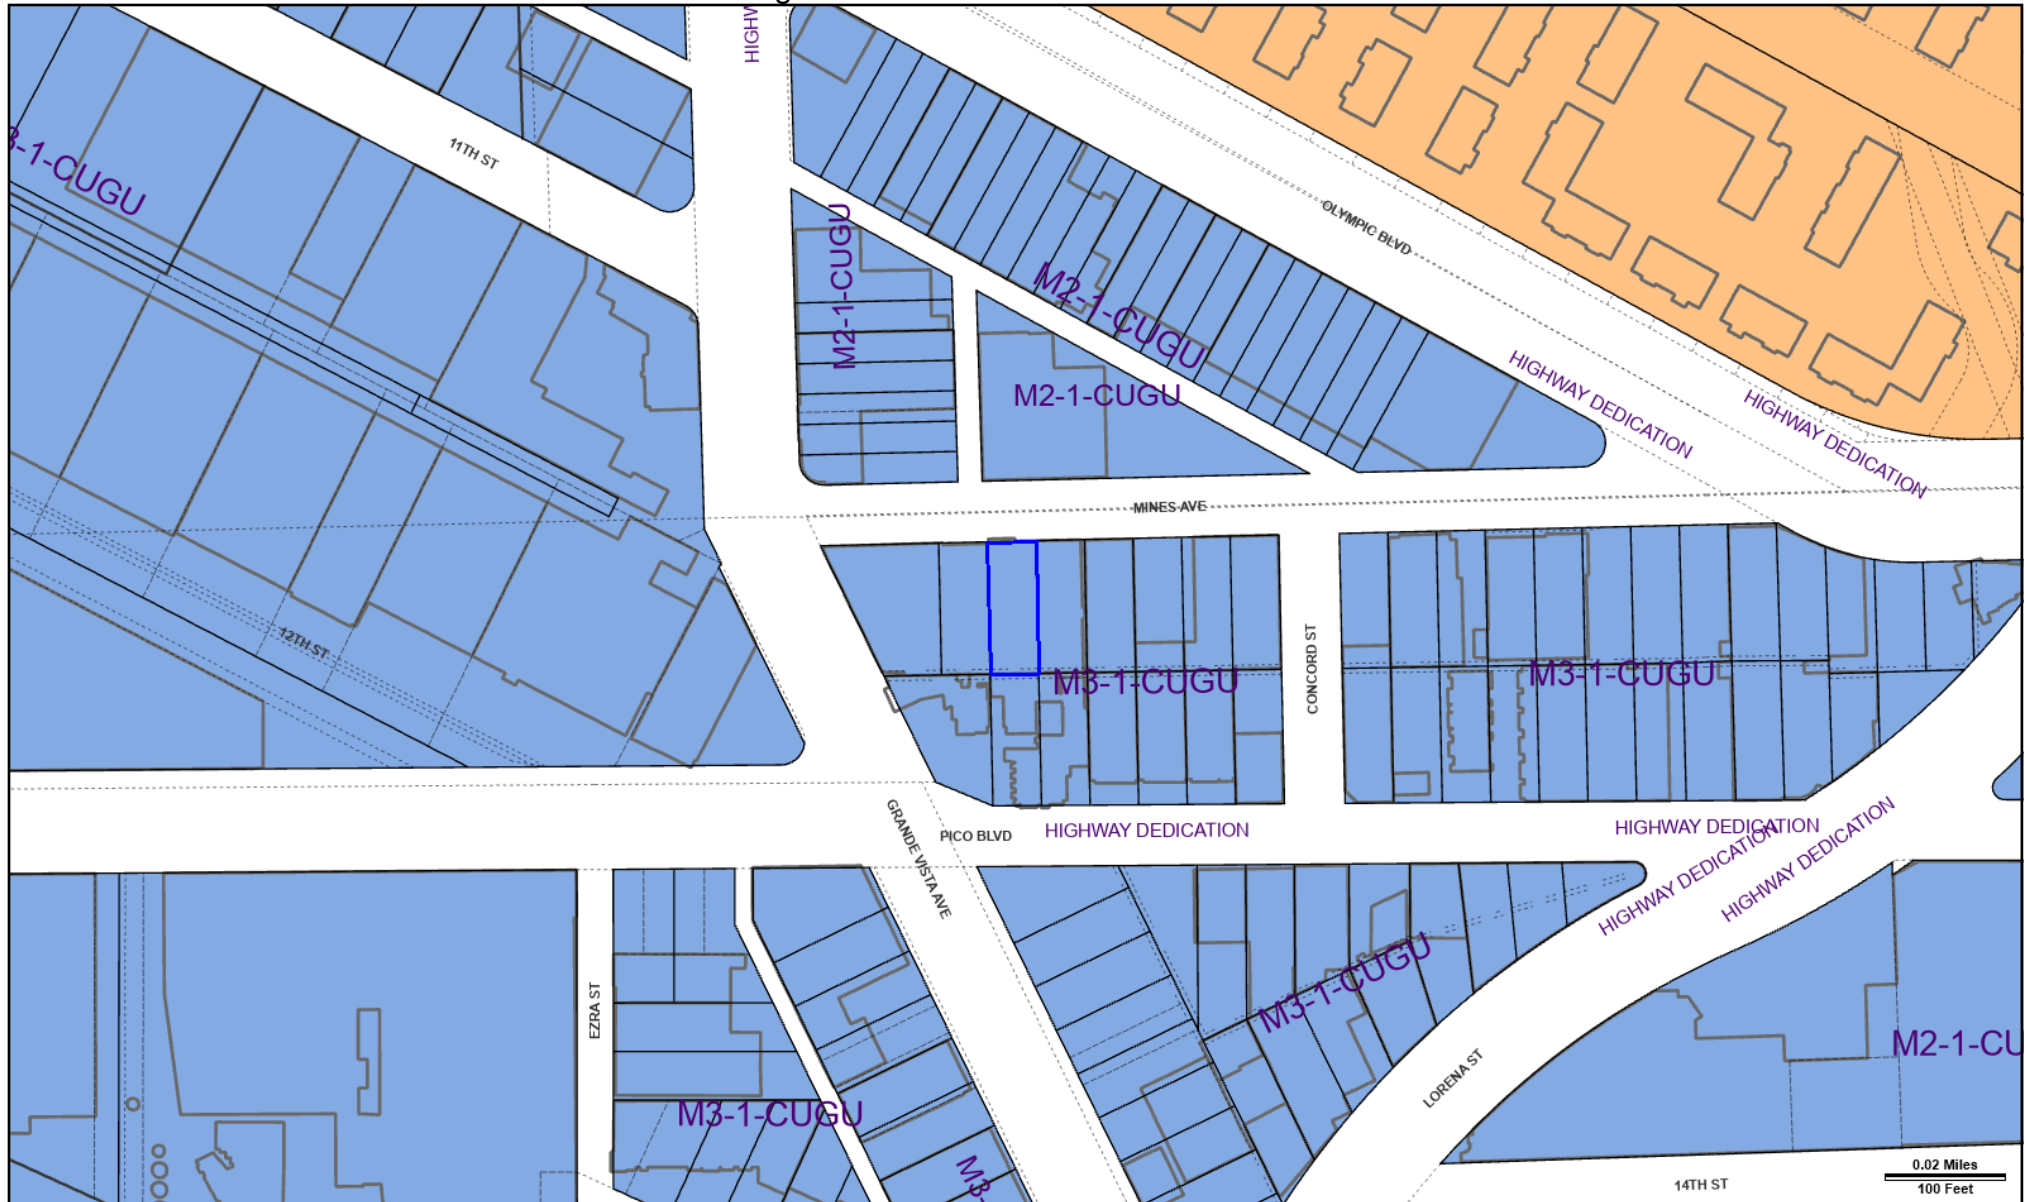 HIGHW
11TH ST
3-1-CUGU
OLYMPIC BLVD
M2-1-CUGU
M2-1-CUGU
M2-1-CUGU
HIGHWAY DEDICATION
HIGHWAY DEDICATION
MINES AVE
12TH ST
CONCORD ST
M3-1-CUGU
M3-1-CUGU
GRANDE VISTA AVE
PICO BLVD
HIGHWAY DEDICATION
HIGHWAY DEDICATION
HIGHWAY DEDICATION
HIGHWAY DEDICATION
EZRA ST
M3-1-CUGU
M2-1-CU
LORENA ST
M3-1-CUGU
M3-
14TH ST
0.02 Miles
100 Feet